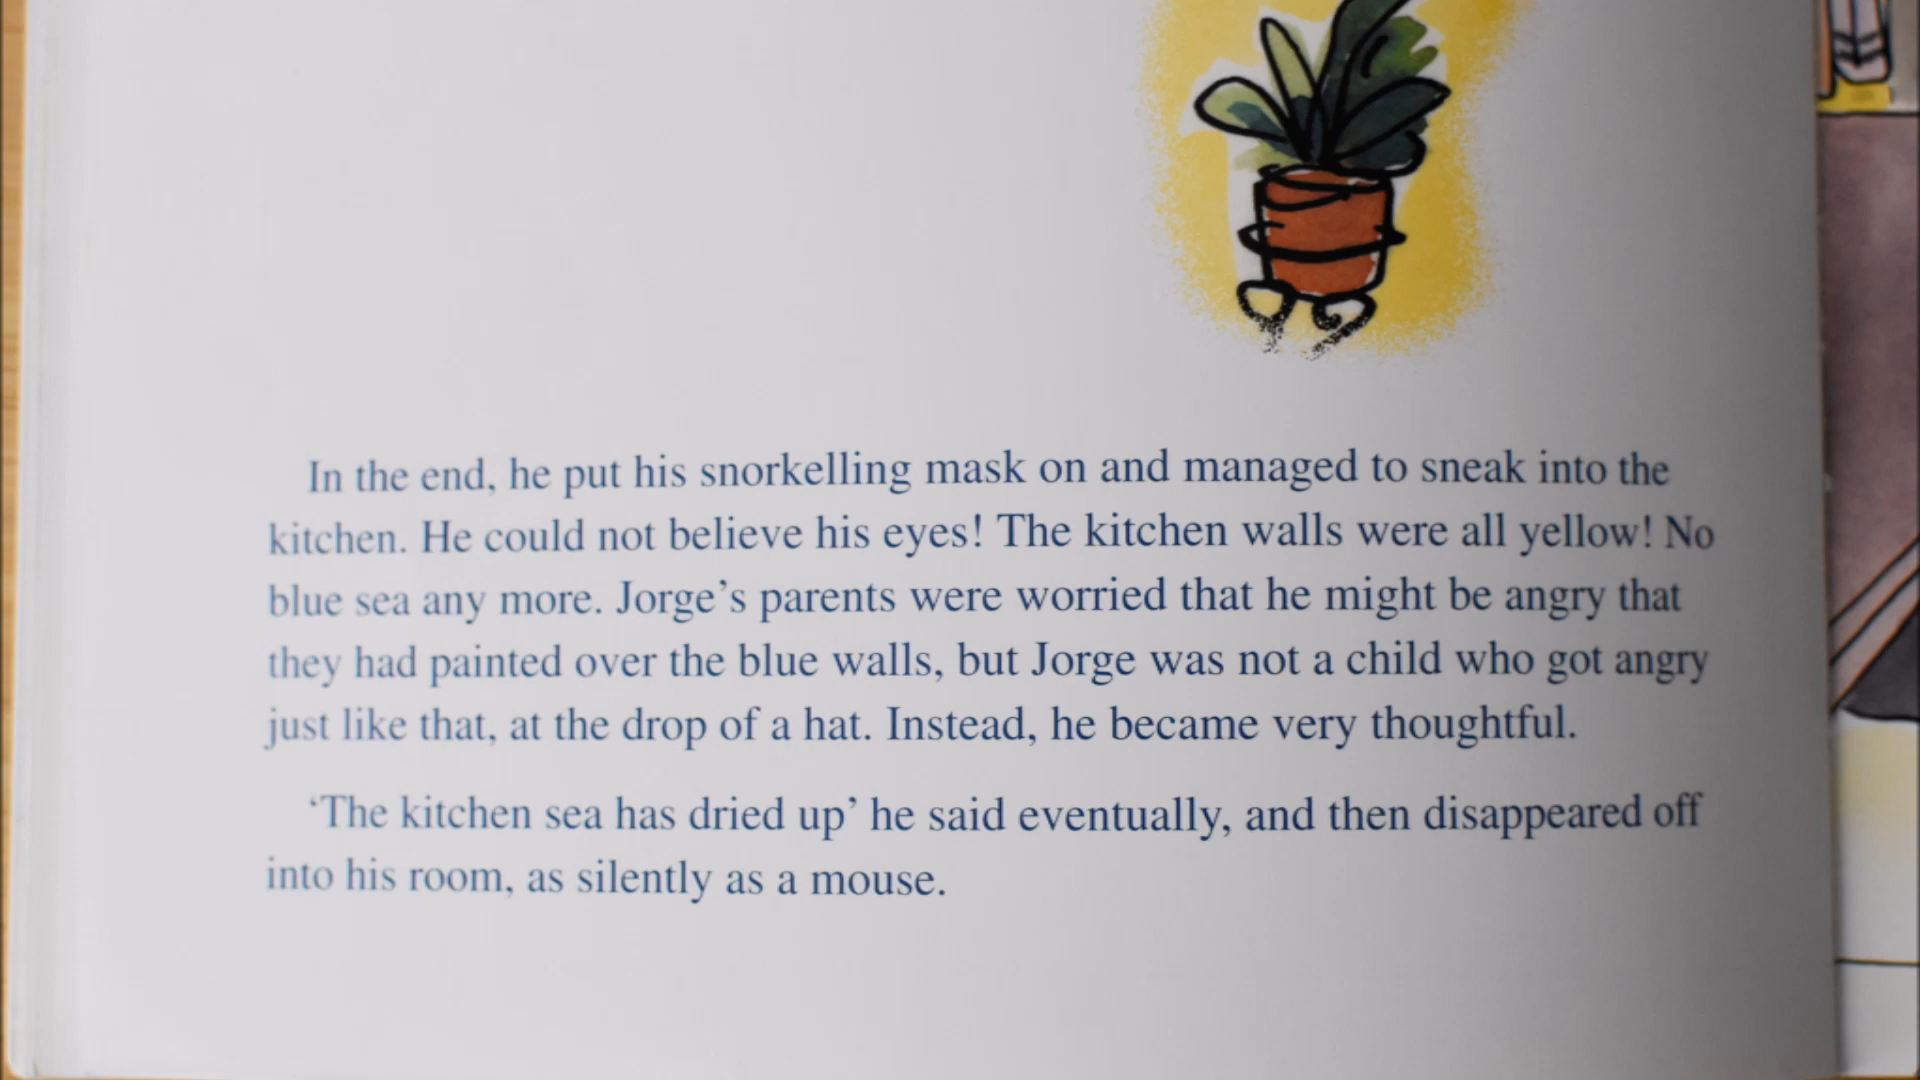 In the end, he put his snorkelling mask on and managed to sneak into the
kitchen. He could not believe his eyes! The kitchen walls were all yellow! No
blue sea any more. Jorge’s parents were worried that he might be angry that
they had painted over the blue walls, but Jorge was not a child who got angry
just like that, at the drop of a hat. Instead, he became very thoughtful.
‘The kitchen sea has dried up’ he said eventually, and then disappeared off
into his room, as silently as a mouse.